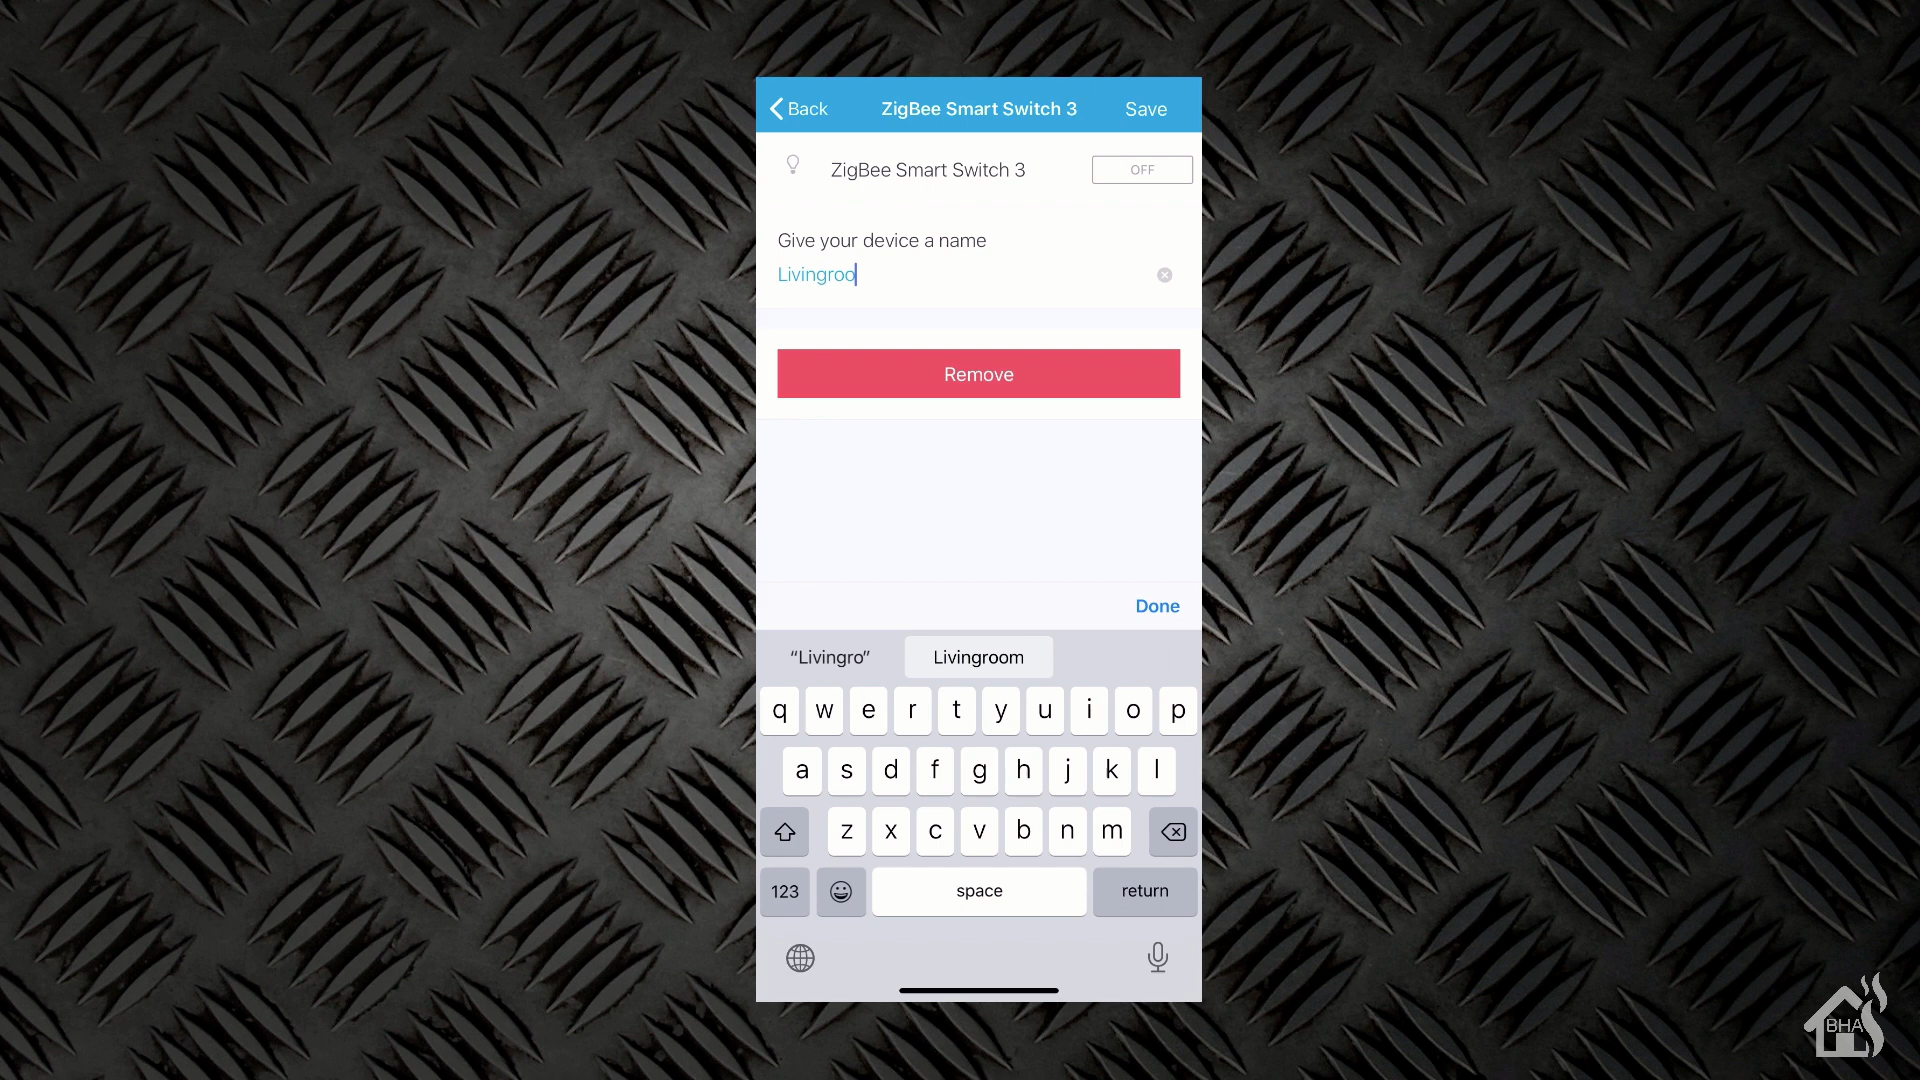 Back ZigBee Smart Switch 3 Save
ZigBee Smart Switch 3 OFF
Give your device a name
Livingroo
Remove
Done
“Livingro” Livingroom
q w e r t y u i o p
a s d f g h j k l
z x c v b n m
123 space return
BHA